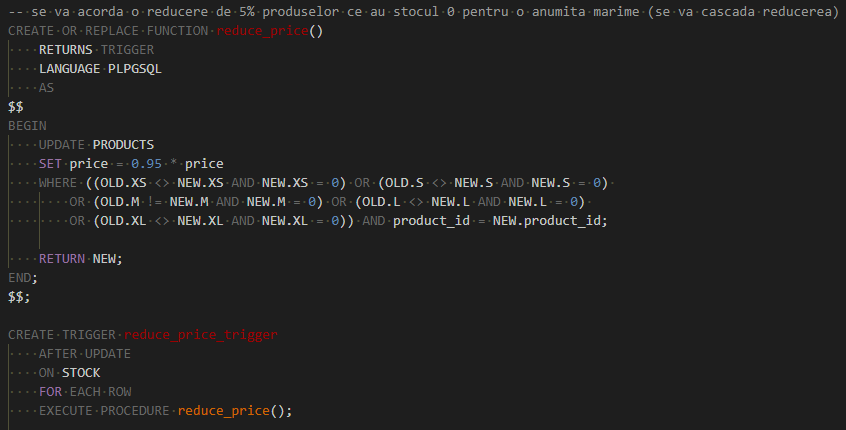 -- se va acorda o reducere de 5% produselor ce au stocul 0 pentru o anumita marime (se va cascada reducerea)
CREATE OR REPLACE FUNCTION reduce_price()
    RETURNS TRIGGER
    LANGUAGE PLPGSQL
    AS
$$
BEGIN
    UPDATE PRODUCTS
    SET price = 0.95 * price
    WHERE ((OLD.XS <> NEW.XS AND NEW.XS = 0) OR (OLD.S <> NEW.S AND NEW.S = 0)
        OR (OLD.M != NEW.M AND NEW.M = 0) OR (OLD.L <> NEW.L AND NEW.L = 0)
        OR (OLD.XL <> NEW.XL AND NEW.XL = 0)) AND product_id = NEW.product_id;
    RETURN NEW;
END;
$$;
CREATE TRIGGER reduce_price_trigger
    AFTER UPDATE
    ON STOCK
    FOR EACH ROW
    EXECUTE PROCEDURE reduce_price();